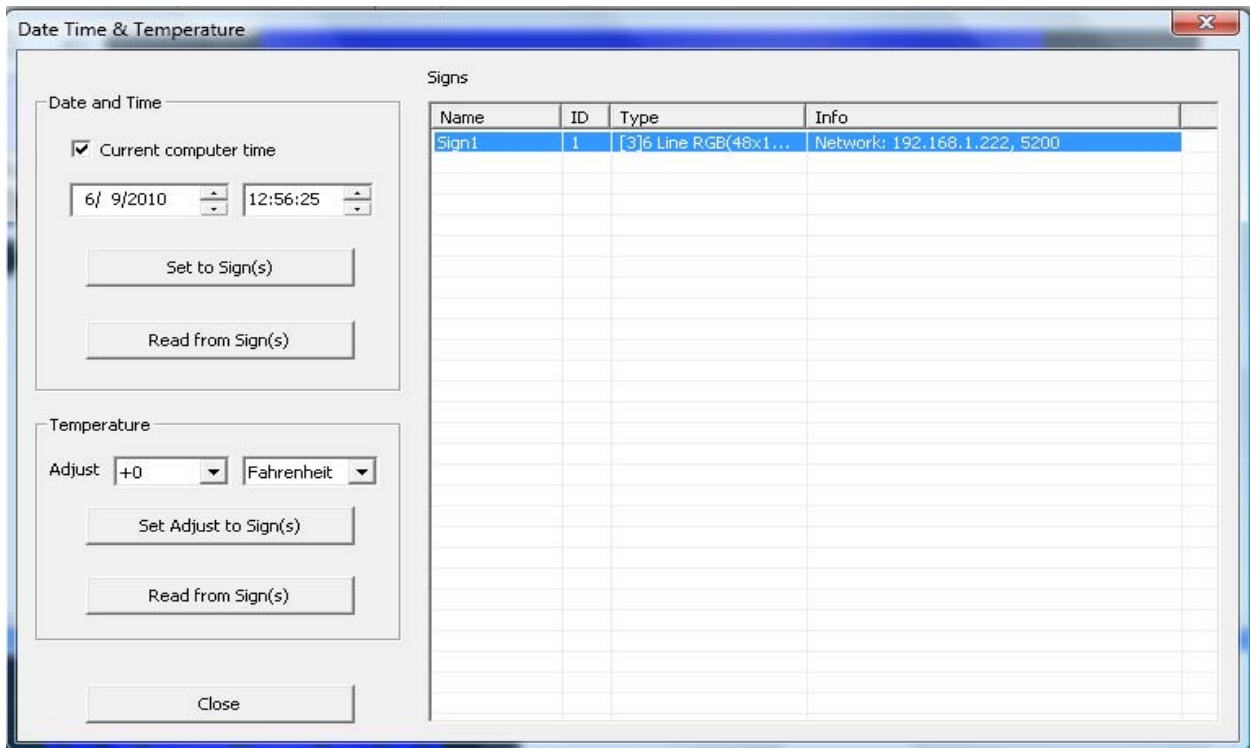 Date Time & Temperature
Signs
Date and Time
Current computer time
6/ 9/2010 12:56:25
Set to Sign(s)
Read from Sign(s)
Temperature
Adjust +0 Fahrenheit
Set Adjust to Sign(s)
Read from Sign(s)
Close
Name ID Type Info
Sign1 1 [3]6 Line RGB(48x1... Network: 192.168.1.222, 5200